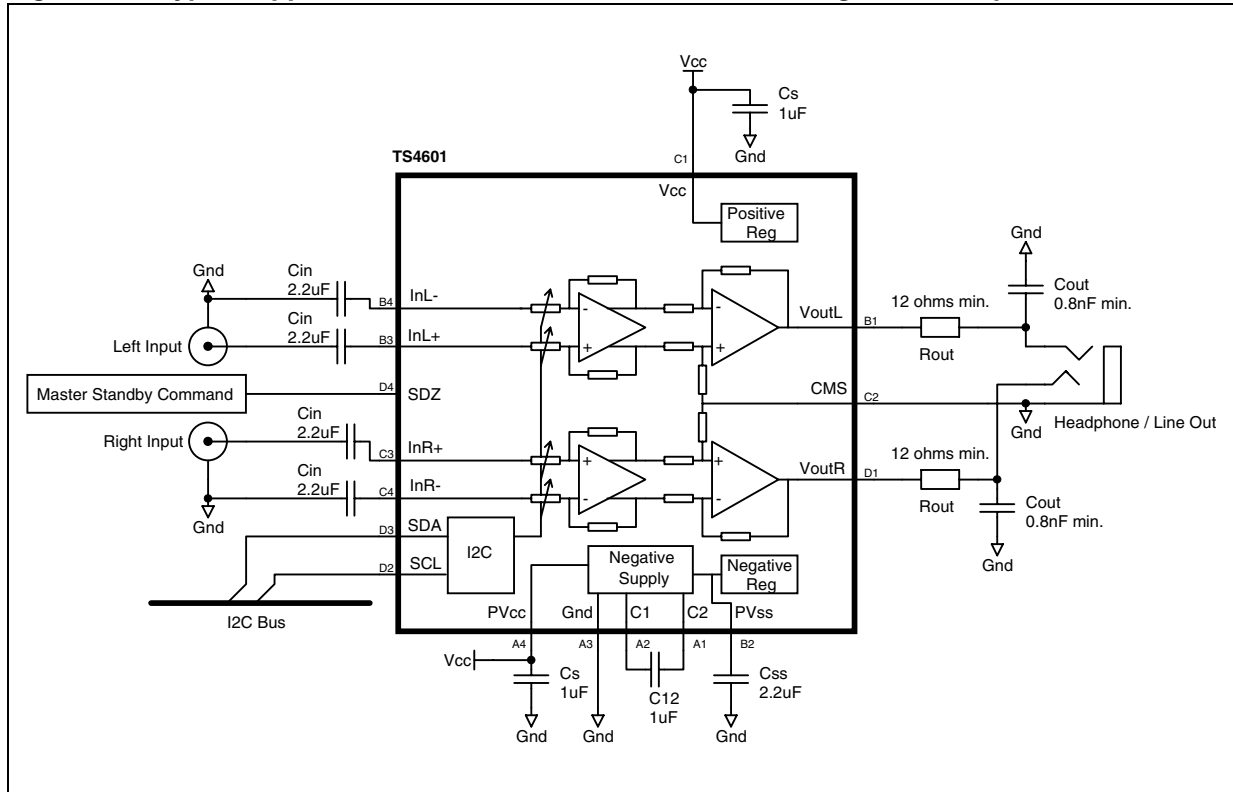 Vcc
Cs
1uF
Gnd
TS4601
C1
Vcc
Positive
Reg
Gnd
Cin
2.2uF
B4
InL-
Cin
2.2uF
B3
InL+
Left Input
VoutL
B1
12 ohms min.
Rout
Gnd
Cout
0.8nF min.
Master Standby Command
D4
SDZ
CMS
C2
Gnd
Headphone / Line Out
Right Input
Cin
2.2uF
C3
InR+
Cin
2.2uF
C4
InR-
Gnd
VoutR
D1
12 ohms min.
Rout
Cout
0.8nF min.
Gnd
D3
SDA
D2
SCL
I2C
I2C Bus
Negative
Supply
Negative
Reg
PVcc
Gnd
C1
C2
PVss
A4
A3
A2
A1
B2
Vcc
Cs
1uF
Gnd
Gnd
C12
1uF
Css
2.2uF
Gnd